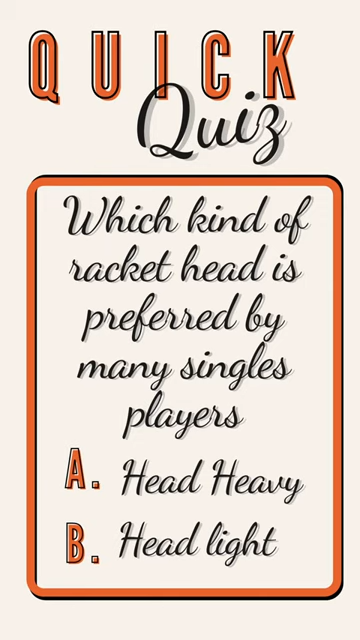 QUICK
Quiz
Which kind of
racket head is
preferred by
many singles
players
A. Head Heavy
B. Head light